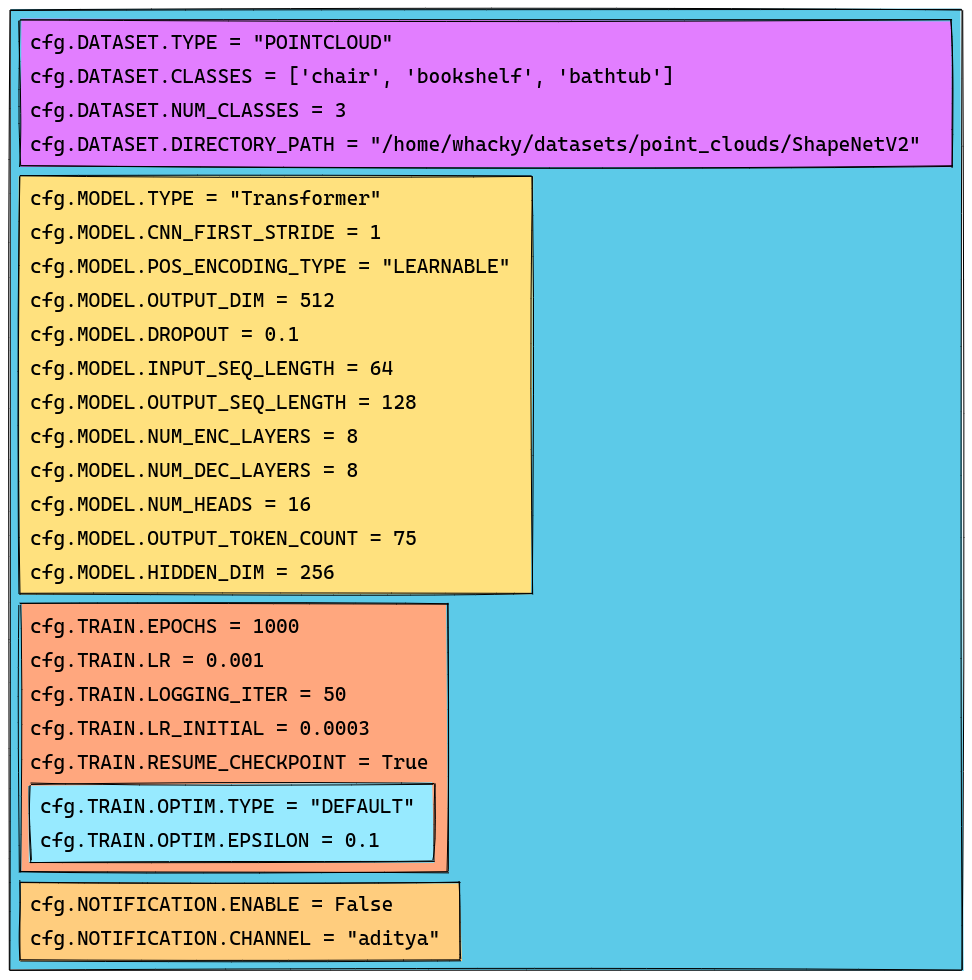 cfg.DATASET.TYPE = "POINTCLOUD"
cfg.DATASET.CLASSES = ['chair', 'bookshelf', 'bathtub']
cfg.DATASET.NUM_CLASSES = 3
cfg.DATASET.DIRECTORY_PATH = "/home/whacky/datasets/point_clouds/ShapeNetV2"
cfg.MODEL.TYPE = "Transformer"
cfg.MODEL.CNN_FIRST_STRIDE = 1
cfg.MODEL.POS_ENCODING_TYPE = "LEARNABLE"
cfg.MODEL.OUTPUT_DIM = 512
cfg.MODEL.DROPOUT = 0.1
cfg.MODEL.INPUT_SEQ_LENGTH = 64
cfg.MODEL.OUTPUT_SEQ_LENGTH = 128
cfg.MODEL.NUM_ENC_LAYERS = 8
cfg.MODEL.NUM_DEC_LAYERS = 8
cfg.MODEL.NUM_HEADS = 16
cfg.MODEL.OUTPUT_TOKEN_COUNT = 75
cfg.MODEL.HIDDEN_DIM = 256
cfg.TRAIN.EPOCHS = 1000
cfg.TRAIN.LR = 0.001
cfg.TRAIN.LOGGING_ITER = 50
cfg.TRAIN.LR_INITIAL = 0.0003
cfg.TRAIN.RESUME_CHECKPOINT = True
cfg.TRAIN.OPTIM.TYPE = "DEFAULT"
cfg.TRAIN.OPTIM.EPSILON = 0.1
cfg.NOTIFICATION.ENABLE = False
cfg.NOTIFICATION.CHANNEL = "aditya"